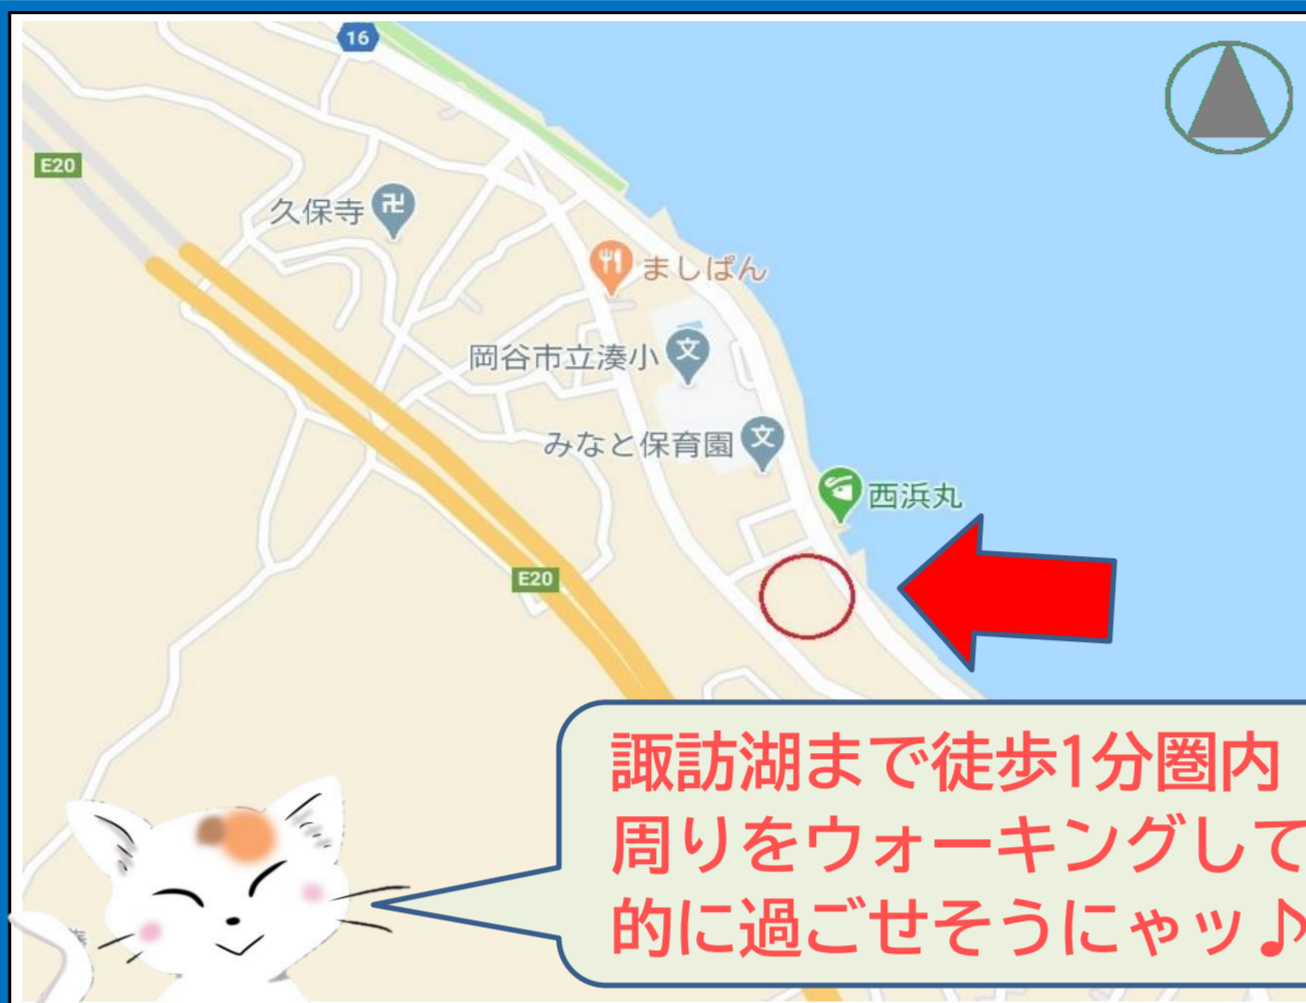 16
E20
久保寺
ましぱん
岡谷市立湊小
文
みなと保育園
文
西浜丸
E20
諏訪湖まで徒歩1分圏内
周りをウォーキングして
的に過ごせそうにゃッ♪